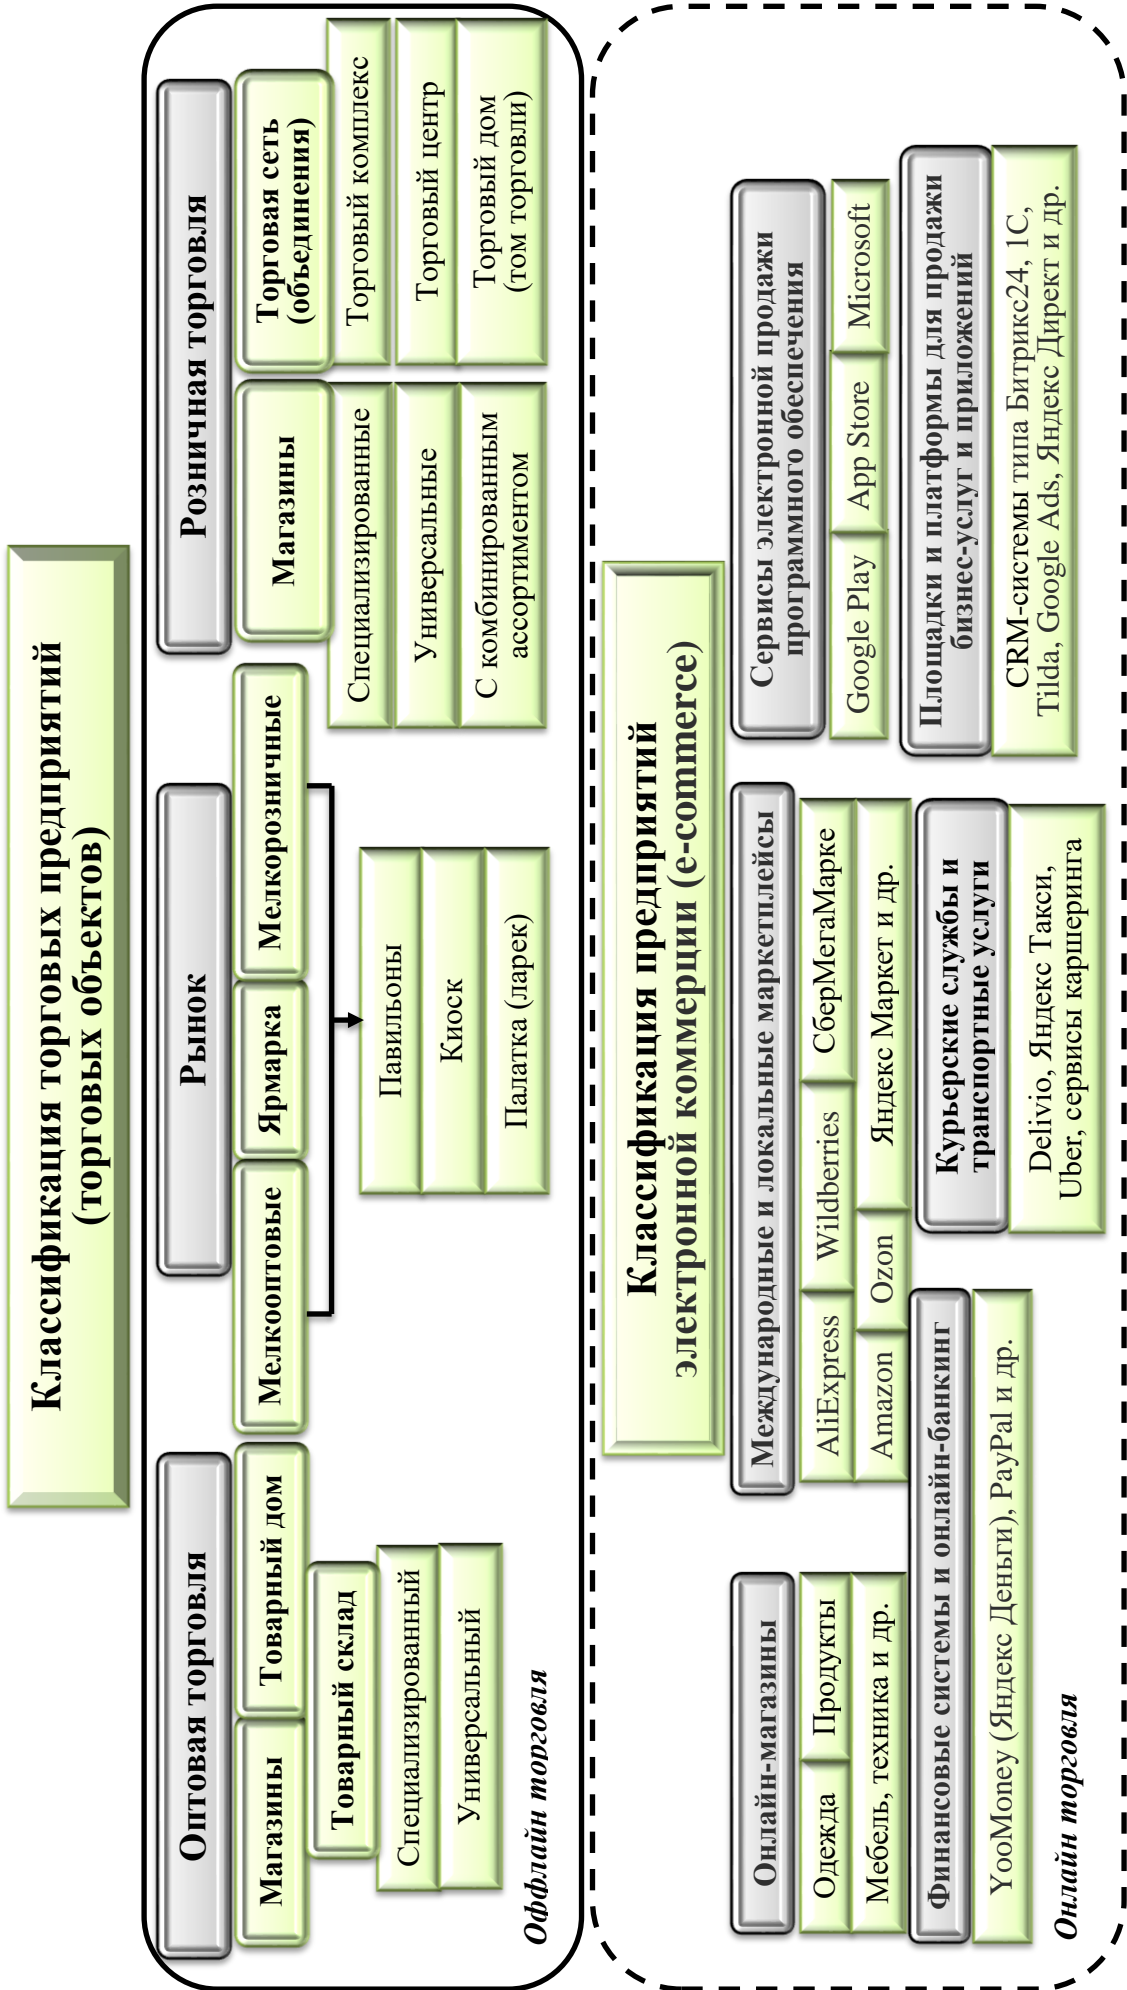 Классификация торговых предприятий
(торговых объектов)
Оптовая торговля
Магазины
Товарный дом
Товарный склад
Специализированный
Универсальный
Рынок
Мелкооптовые
Ярмарка
Мелкорозничные
Павильоны
Киоск
Палатка (ларек)
Розничная торговля
Магазины
Специализированные
Универсальные
С комбинированным
ассортиментом
Торговая сеть
(объединения)
Торговый комплекс
Торговый центр
Торговый дом
(том торговли)
Оффлайн торговля
Классификация предприятий
электронной коммерции (e-commerce)
Онлайн-магазины
Одежда
Продукты
Мебель, техника и др.
Международные и локальные маркетплейсы
AliExpress
Wildberries
СберМегаМарке
Amazon
Ozon
Яндекс Маркет и др.
Сервисы электронной продажи
программного обеспечения
Google Play
App Store
Microsoft
Финансовые системы и онлайн-банкинг
YooMoney (Яндекс Деньги), PayPal и др.
Курьерские службы и
транспортные услуги
Delivio, Яндекс Такси,
Uber, сервисы каршеринга
Площадки и платформы для продажи
бизнес-услуг и приложений
CRM-системы типа Битрикс24, 1С,
Tilda, Google Ads, Яндекс Директ и др.
Онлайн торговля